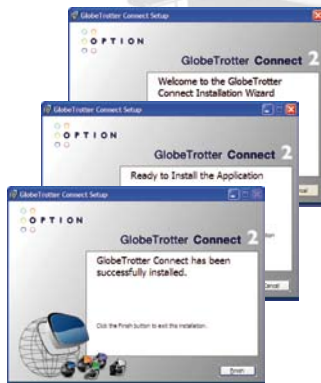 GlobeTrotter Connect Setup
OPTION
GlobeTrotter Connect 2
Welcome to the GlobeTrotter
Connect Installation Wizard
GlobeTrotter Connect Setup
OPTION
GlobeTrotter Connect 2
Ready to Install the Application
Cancel
GlobeTrotter Connect Setup
OPTION
GlobeTrotter Connect 2
GlobeTrotter Connect has been
successfully installed.
Click the Finish button to exit this installation.
Finish